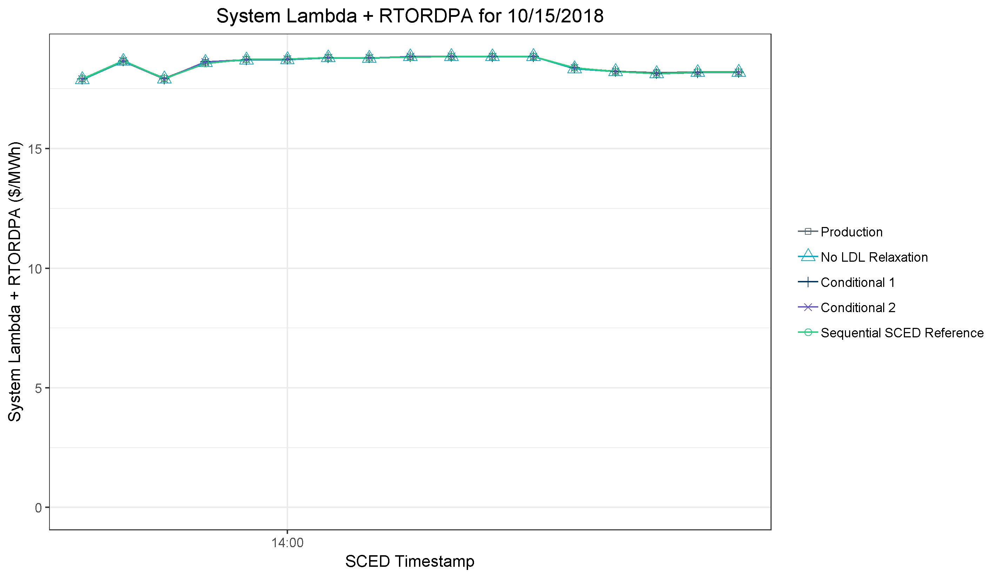 System Lambda + RTORDPA for 10/15/2018
System Lambda + RTORDPA ($/MWh)
15
10
5
0
14:00
SCED Timestamp
Production
No LDL Relaxation
Conditional 1
Conditional 2
Sequential SCED Reference